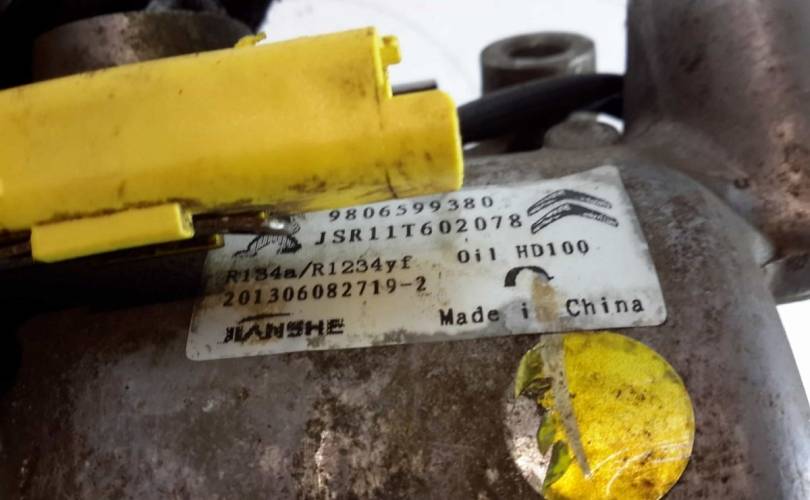 9806599380
JSR11T602078
R134a/R1234yf Oil HD100
201306082719-2
JIANSHE Made in China